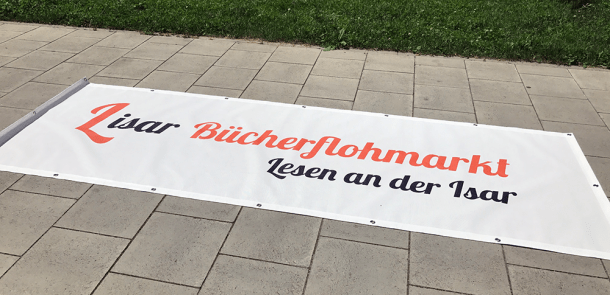 Lisar Bücherflohmarkt
Lesen an der Isar